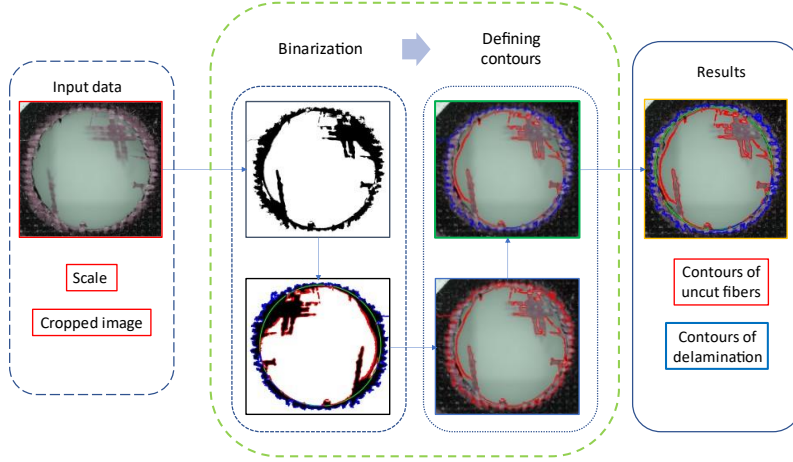 Input data
Scale
Cropped image
Binarization
Defining
contours
Results
Contours of
uncut fibers
Contours of
delamination